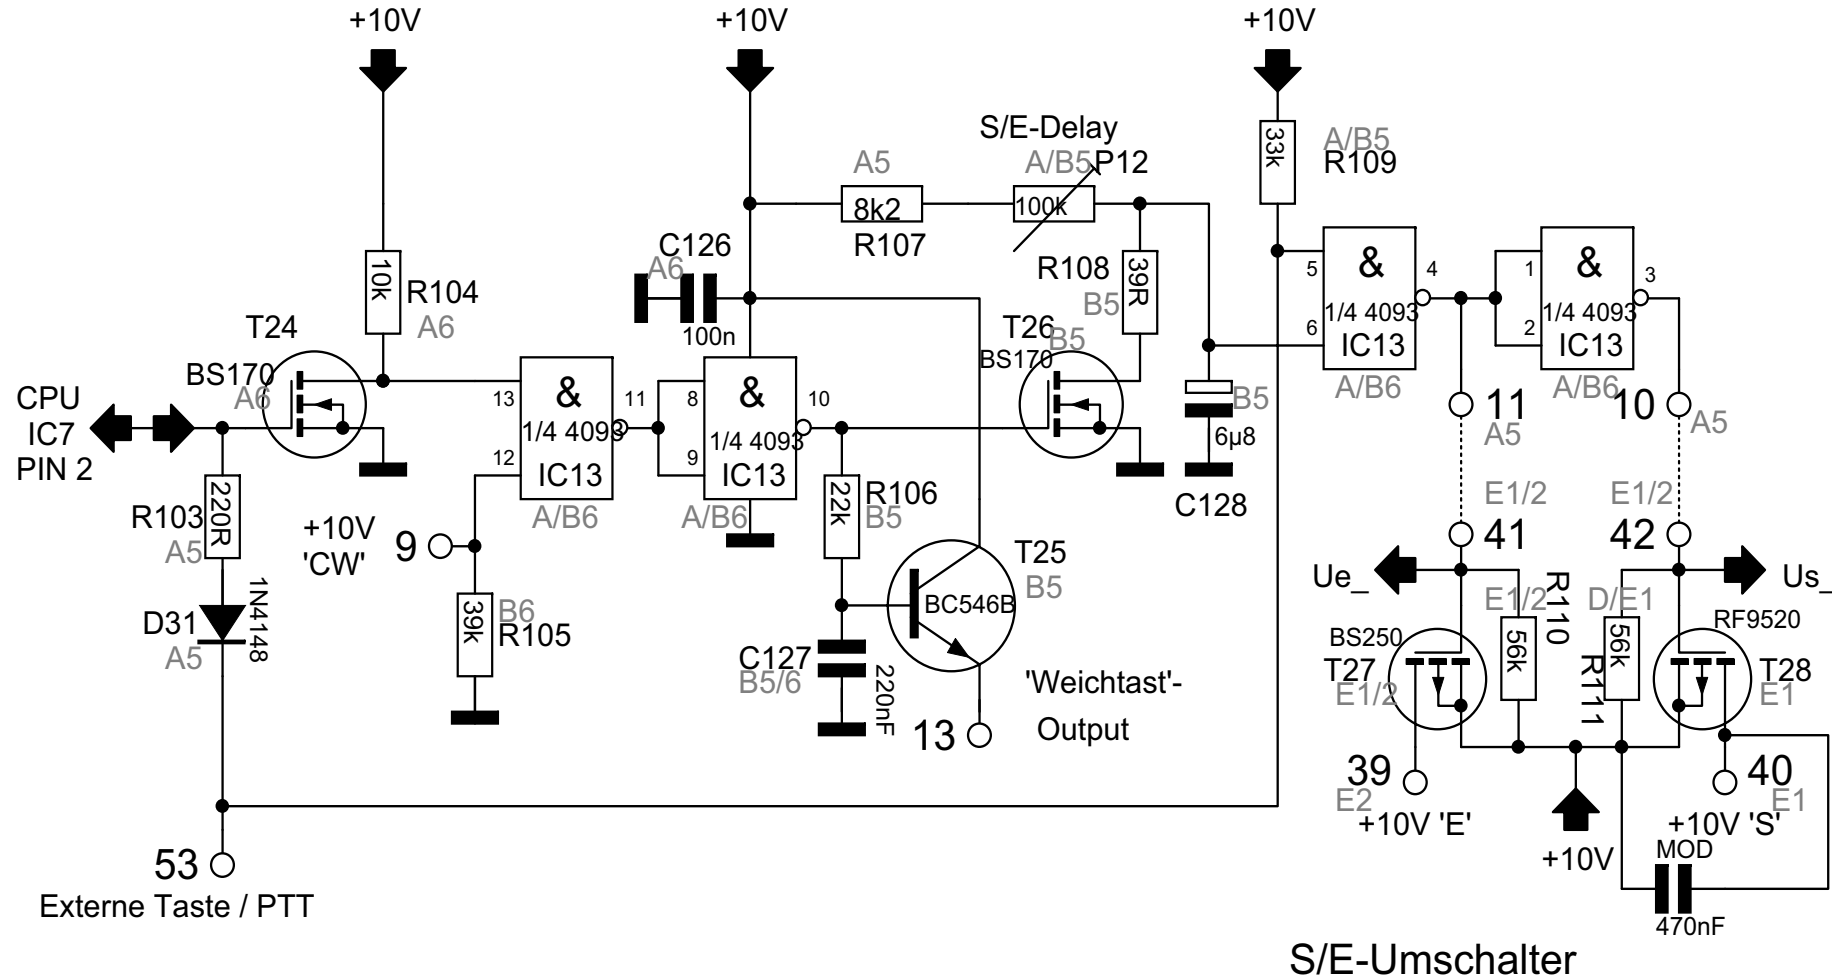 +10V
+10V
+10V
S/E-Delay
A5
A/B5
P12
33k
A/B5
R109
8k2
100k
R107
C126
A6
100n
10k
R104
A6
R108
B5
39R
&
5
4
6
1/4 4093
IC13
A/B6
&
1
2
3
1/4 4093
IC13
A/B6
T24
BS170
A6
T26
B5
BS170
CPU
IC7
PIN 2
13
12
&
11
1/4 4093
IC13
A/B6
8
9
&
10
1/4 4093
IC13
A/B6
B5
6µ8
C128
11
A5
10
A5
R103
A5
220R
+10V
'CW'
9
22k
R106
B5
E1/2
41
E1/2
42
T25
B5
BC546B
Ue_
Us_
D31
A5
1N4148
39k
B6
R105
C127
B5/6
220nF
E1/2
R110
56k
D/E1
R111
56k
BS250
T27
E1/2
RF9520
T28
E1
13
'Weichtast'-
Output
39
E2
+10V 'E'
40
E1
+10V 'S'
+10V
MOD
470nF
53
Externe Taste / PTT
S/E-Umschalter